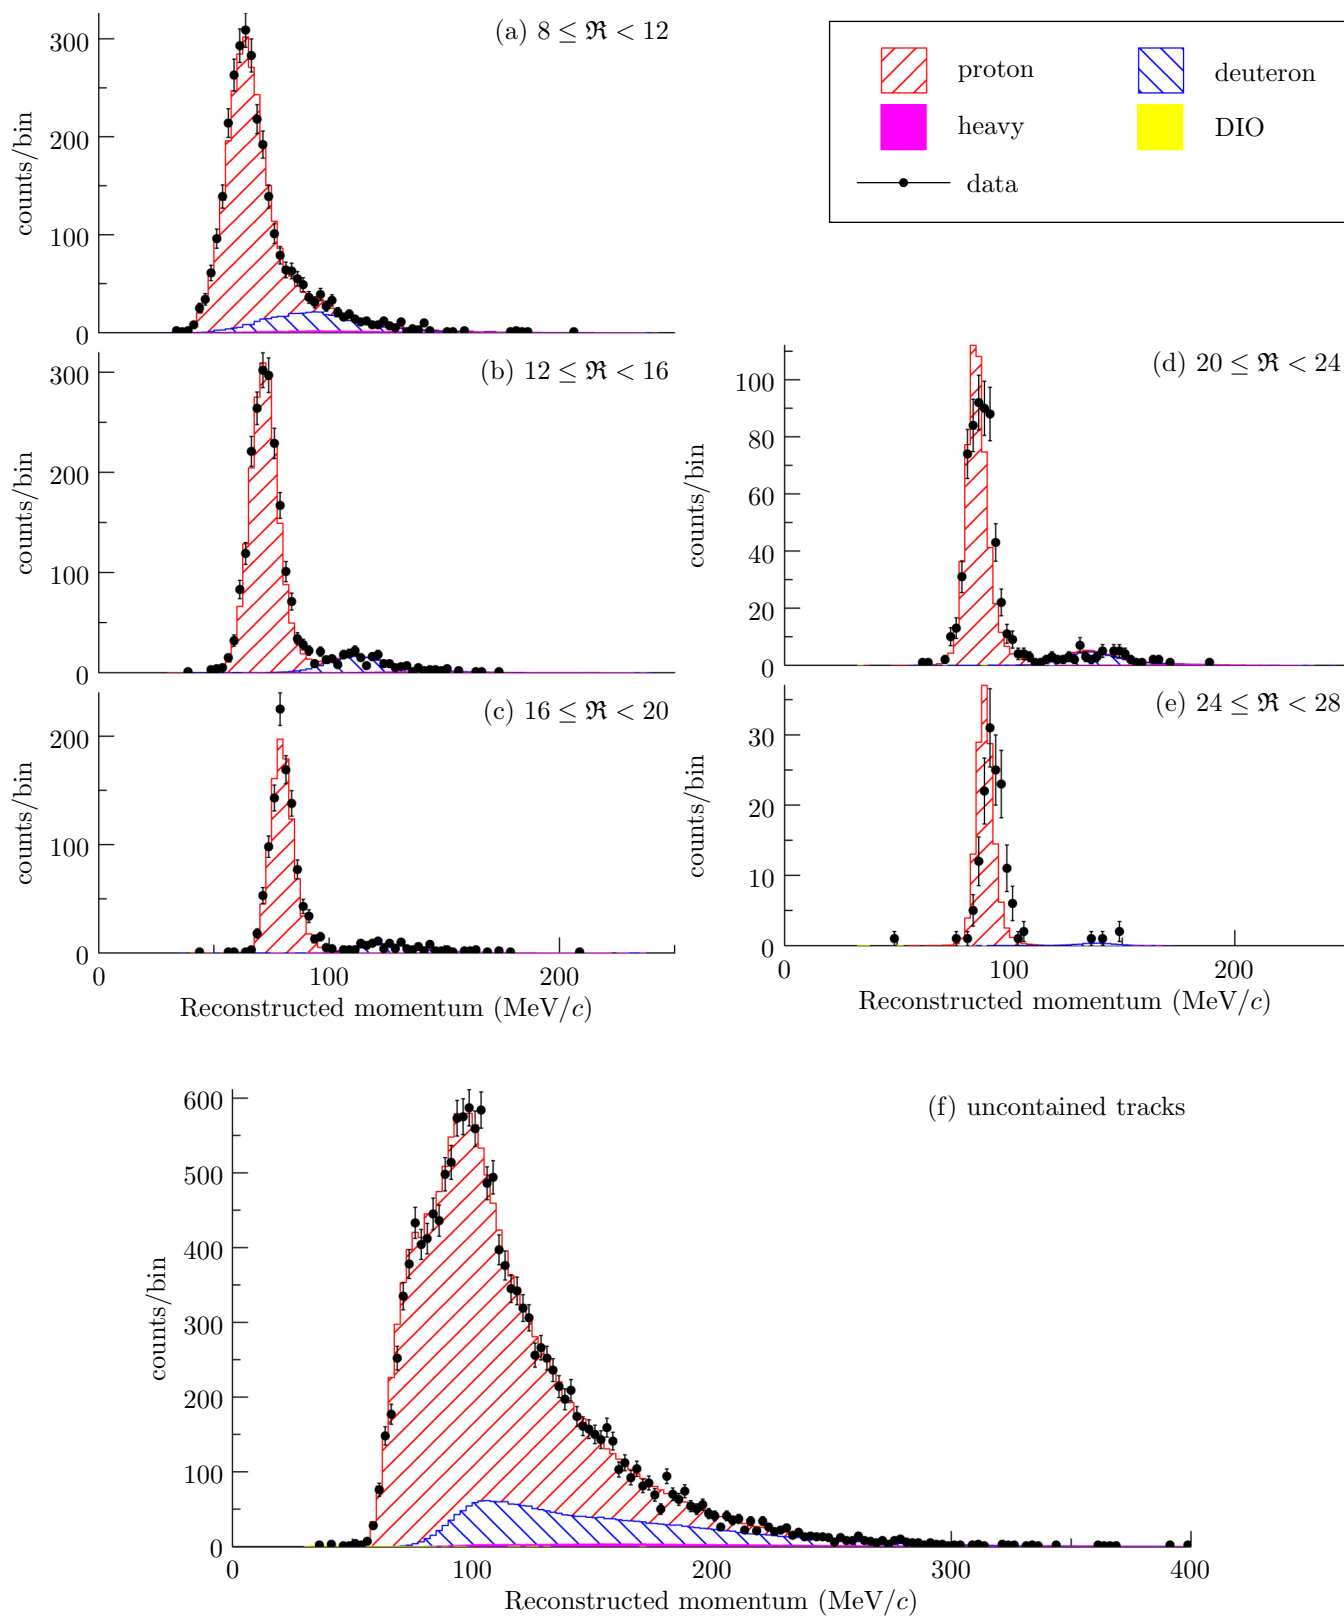 (a) 8 ≤ ℜ < 12
300
200
100
0
counts/bin
proton
deuteron
heavy
DIO
data
(b) 12 ≤ ℜ < 16
300
200
100
0
counts/bin
(c) 16 ≤ ℜ < 20
200
100
0
counts/bin
0 100 200
Reconstructed momentum (MeV/c)
(d) 20 ≤ ℜ < 24
100
80
60
40
20
0
counts/bin
(e) 24 ≤ ℜ < 28
30
20
10
0
counts/bin
0 100 200
Reconstructed momentum (MeV/c)
(f) uncontained tracks
600
500
400
300
200
100
0
counts/bin
0 100 200 300 400
Reconstructed momentum (MeV/c)